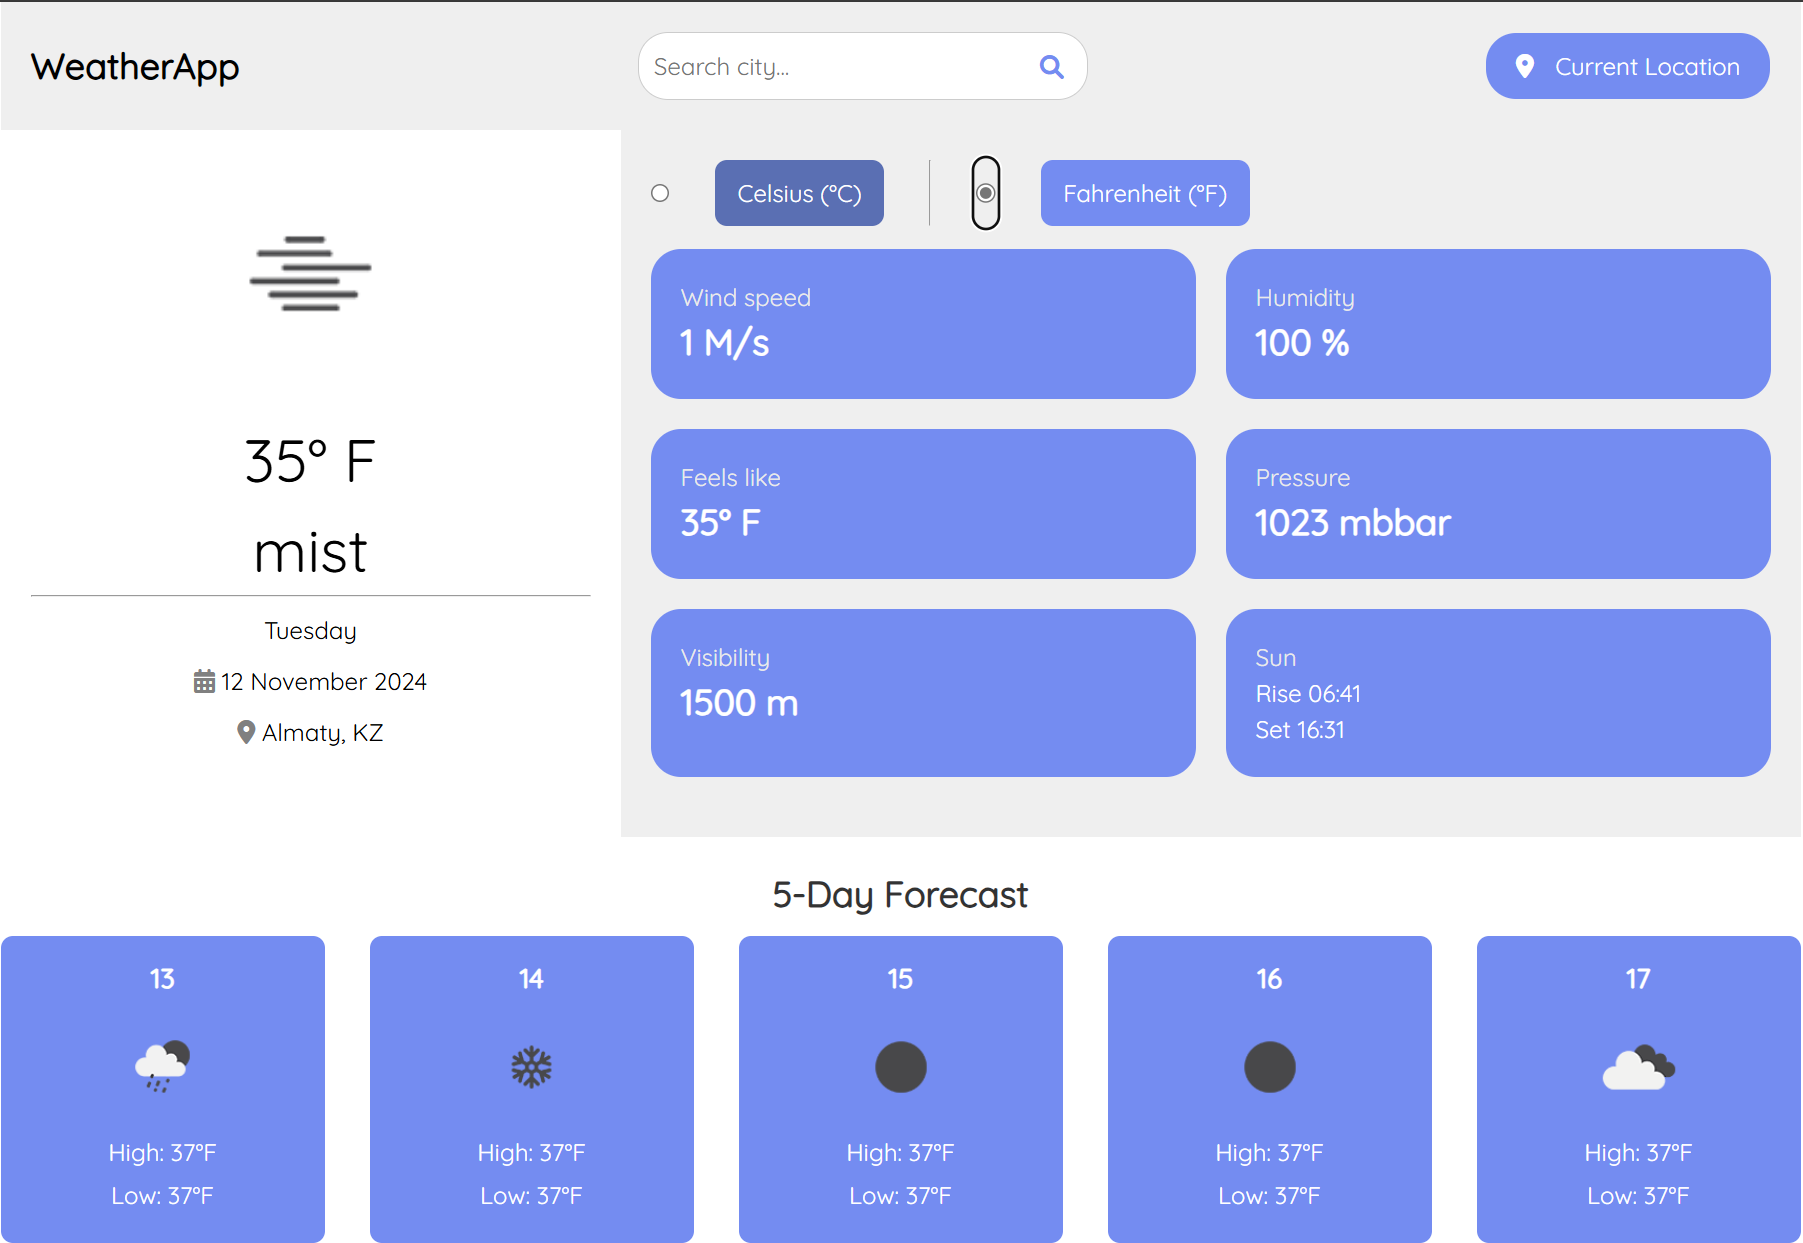 WeatherApp
Search city...
Current Location
Celsius (°C)
Fahrenheit (°F)
35° F
mist
Tuesday
12 November 2024
Almaty, KZ
Wind speed
1 M/s
Humidity
100 %
Feels like
35° F
Pressure
1023 mbbar
Visibility
1500 m
Sun
Rise 06:41
Set 16:31
5-Day Forecast
13
High: 37°F
Low: 37°F
14
High: 37°F
Low: 37°F
15
High: 37°F
Low: 37°F
16
High: 37°F
Low: 37°F
17
High: 37°F
Low: 37°F